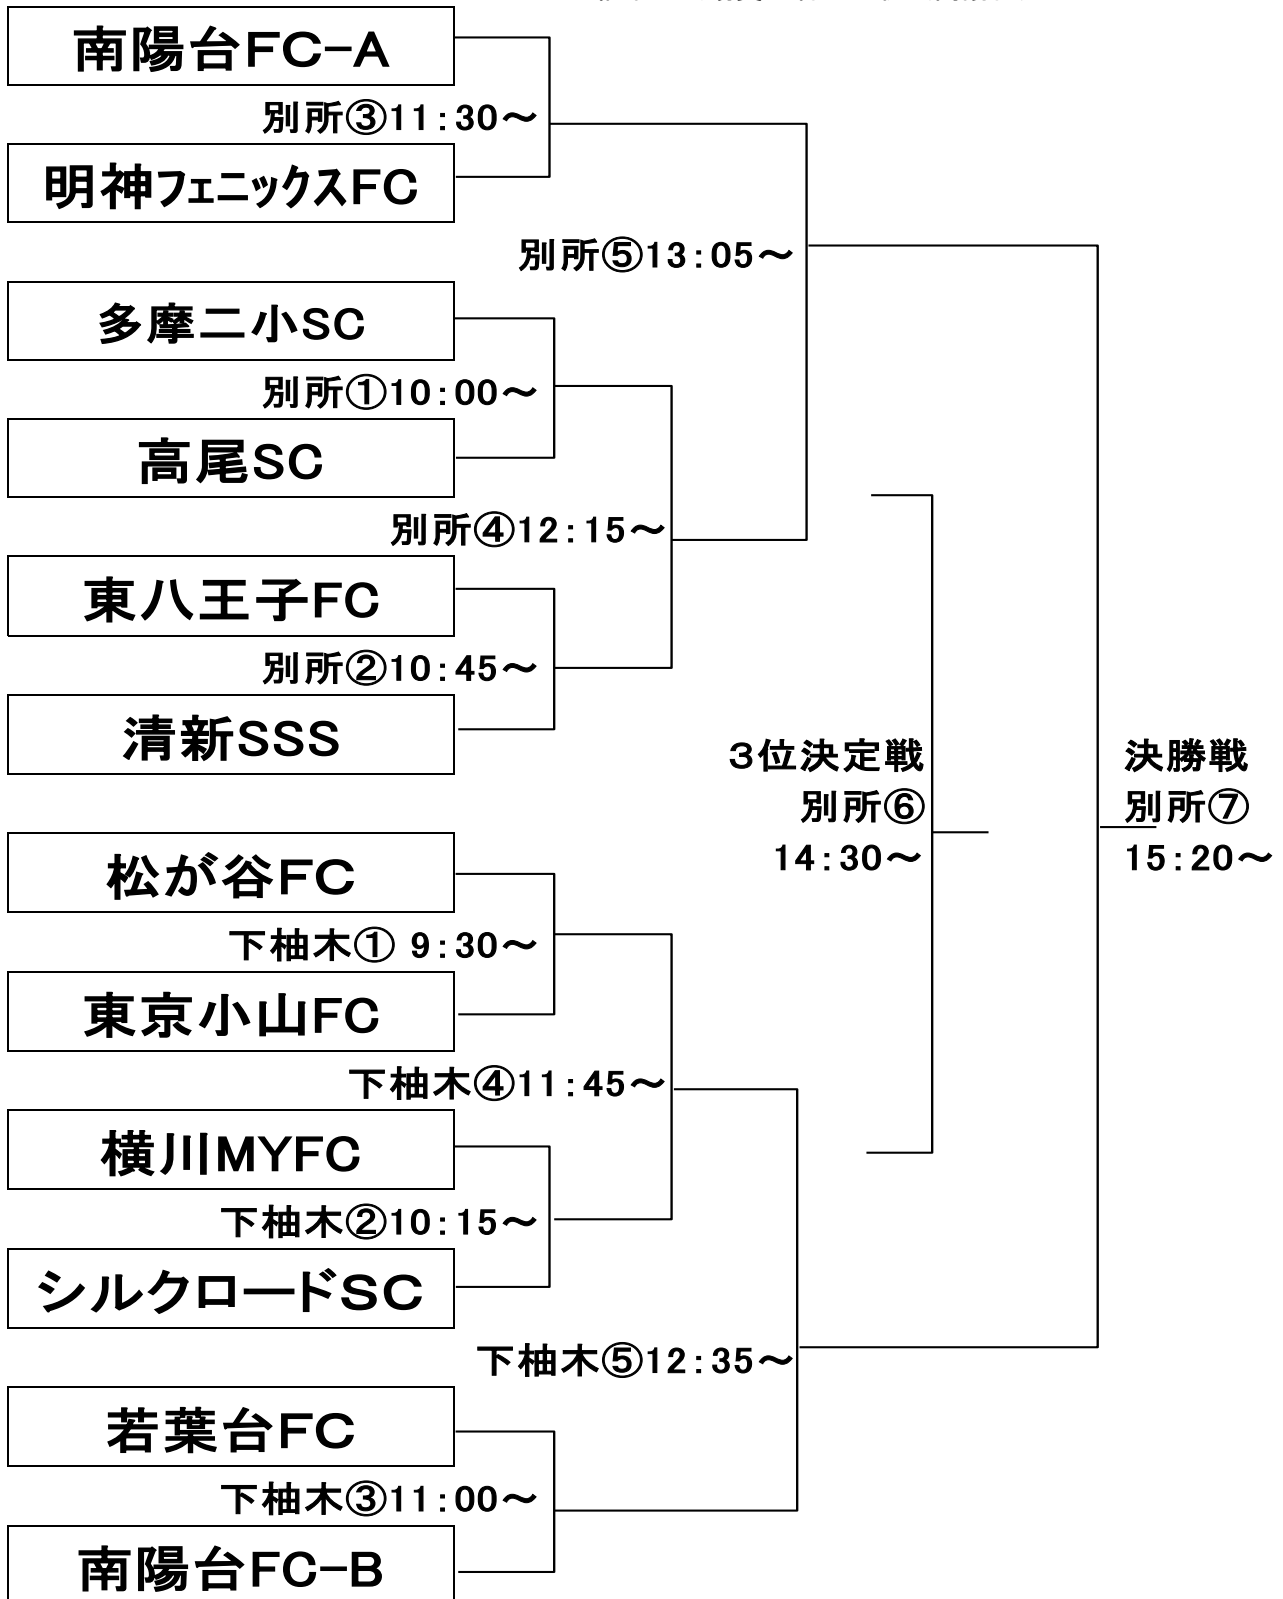 南陽台FC-A
別所③11:30～
明神フェニックスFC
別所⑤13:05～
多摩二小SC
別所①10:00～
高尾SC
別所④12:15～
東八王子FC
別所②10:45～
清新SSS
3位決定戦
別所⑥
14:30～
決勝戦
別所⑦
15:20～
松が谷FC
下柚木① 9:30～
東京小山FC
下柚木④11:45～
横川MYFC
下柚木②10:15～
シルクロードSC
下柚木⑤12:35～
若葉台FC
下柚木③11:00～
南陽台FC-B